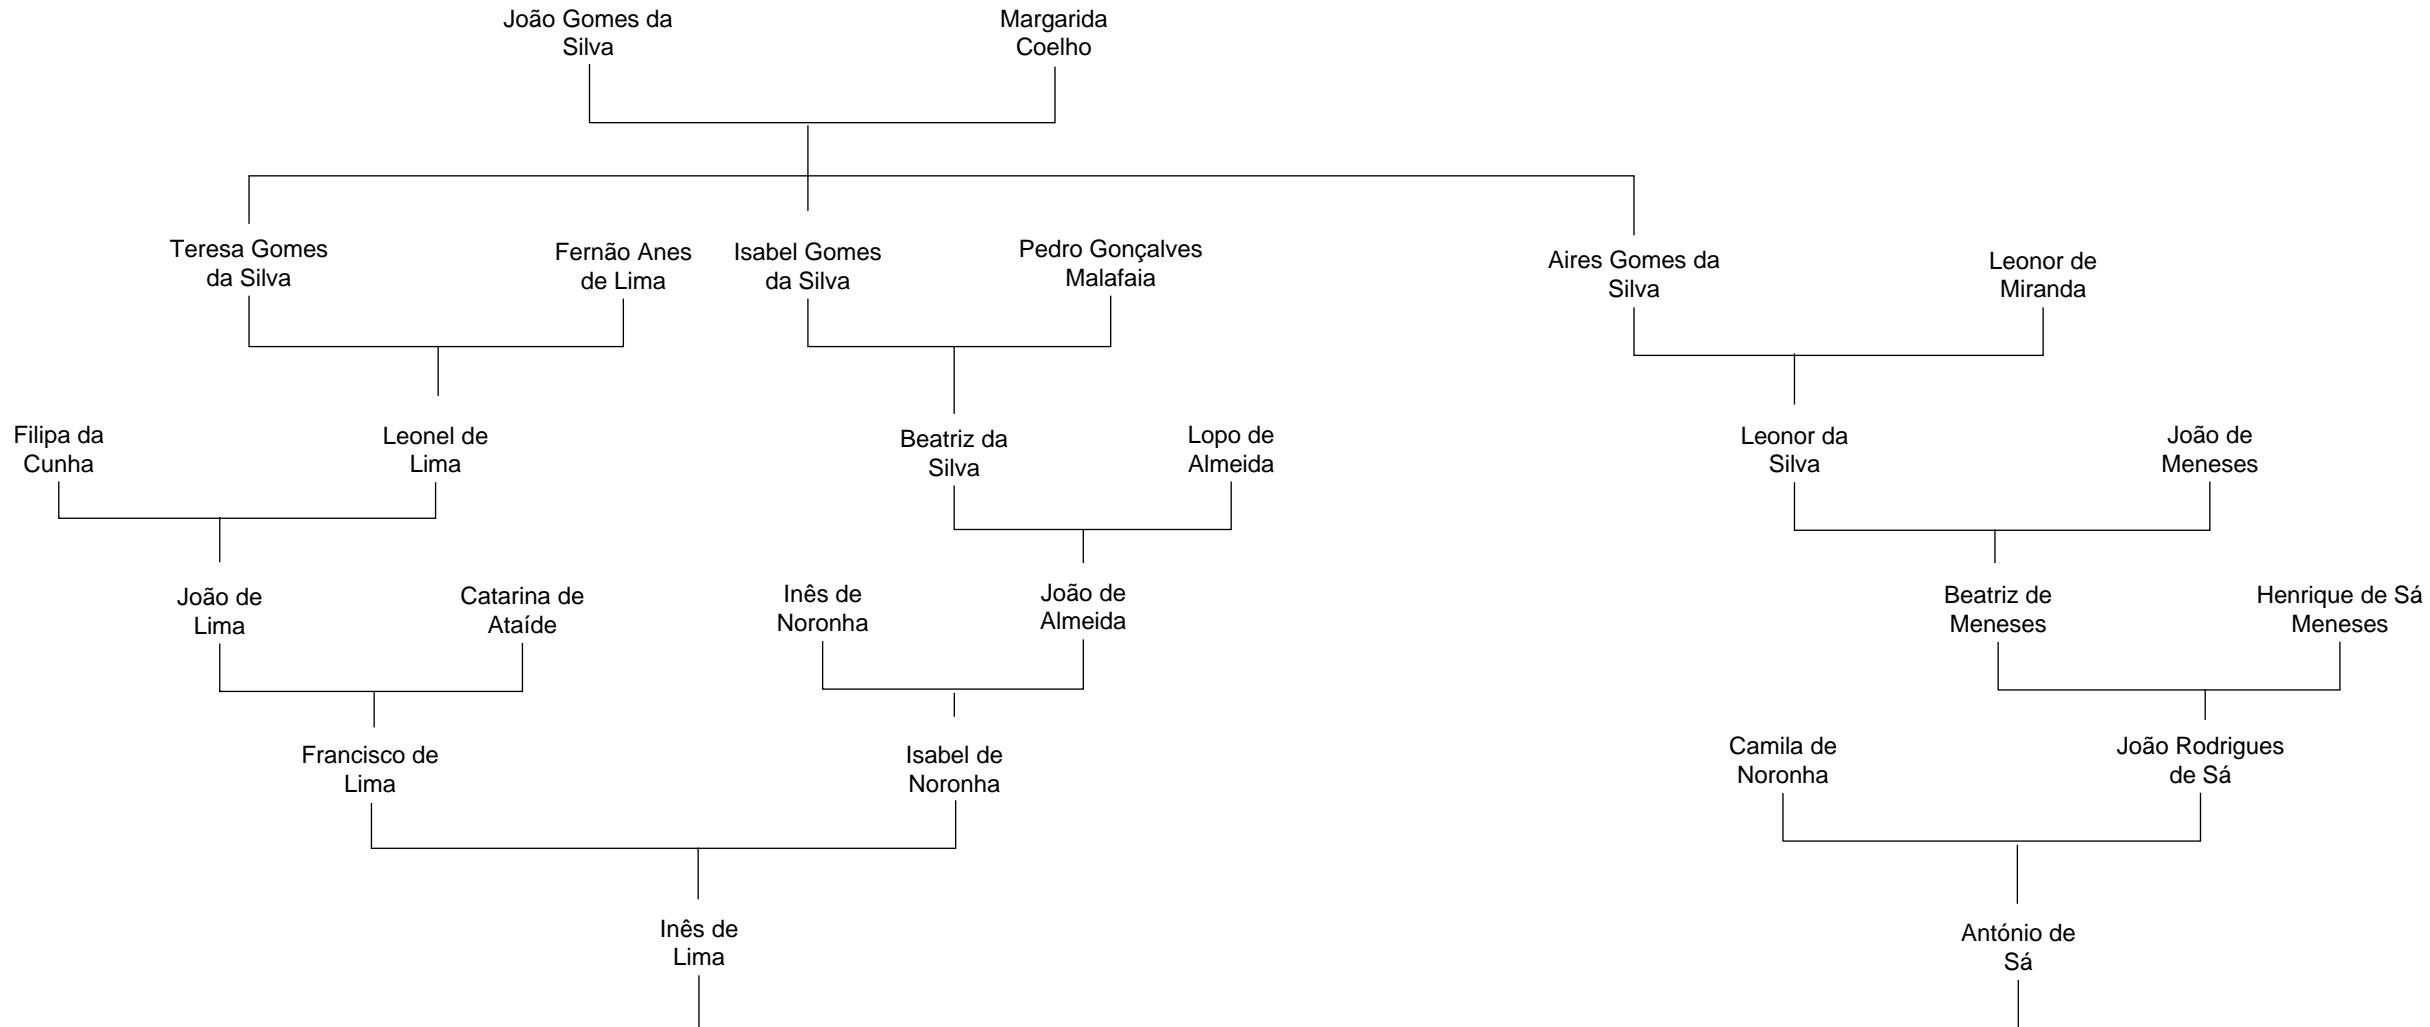 João Gomes da
Silva
Margarida
Coelho
Teresa Gomes
da Silva
Fernão Anes
de Lima
Isabel Gomes
da Silva
Pedro Gonçalves
Malafaia
Aires Gomes da
Silva
Leonor de
Miranda
Filipa da
Cunha
Leonel de
Lima
Beatriz da
Silva
Lopo de
Almeida
Leonor da
Silva
João de
Meneses
João de
Lima
Catarina de
Ataíde
Inês de
Noronha
João de
Almeida
Beatriz de
Meneses
Henrique de Sá
Meneses
Francisco de
Lima
Isabel de
Noronha
Camila de
Noronha
João Rodrigues
de Sá
Inês de
Lima
António de
Sá